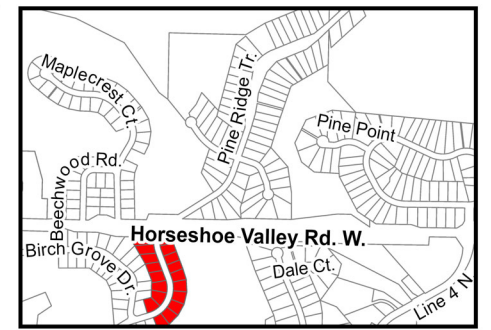 Maplecrest Ct.
Pine Ridge Tr.
Pine Point
Beechwood Rd.
Horseshoe Valley Rd. W.
Birch Grove Dr.
Dale Ct.
Line 4 N